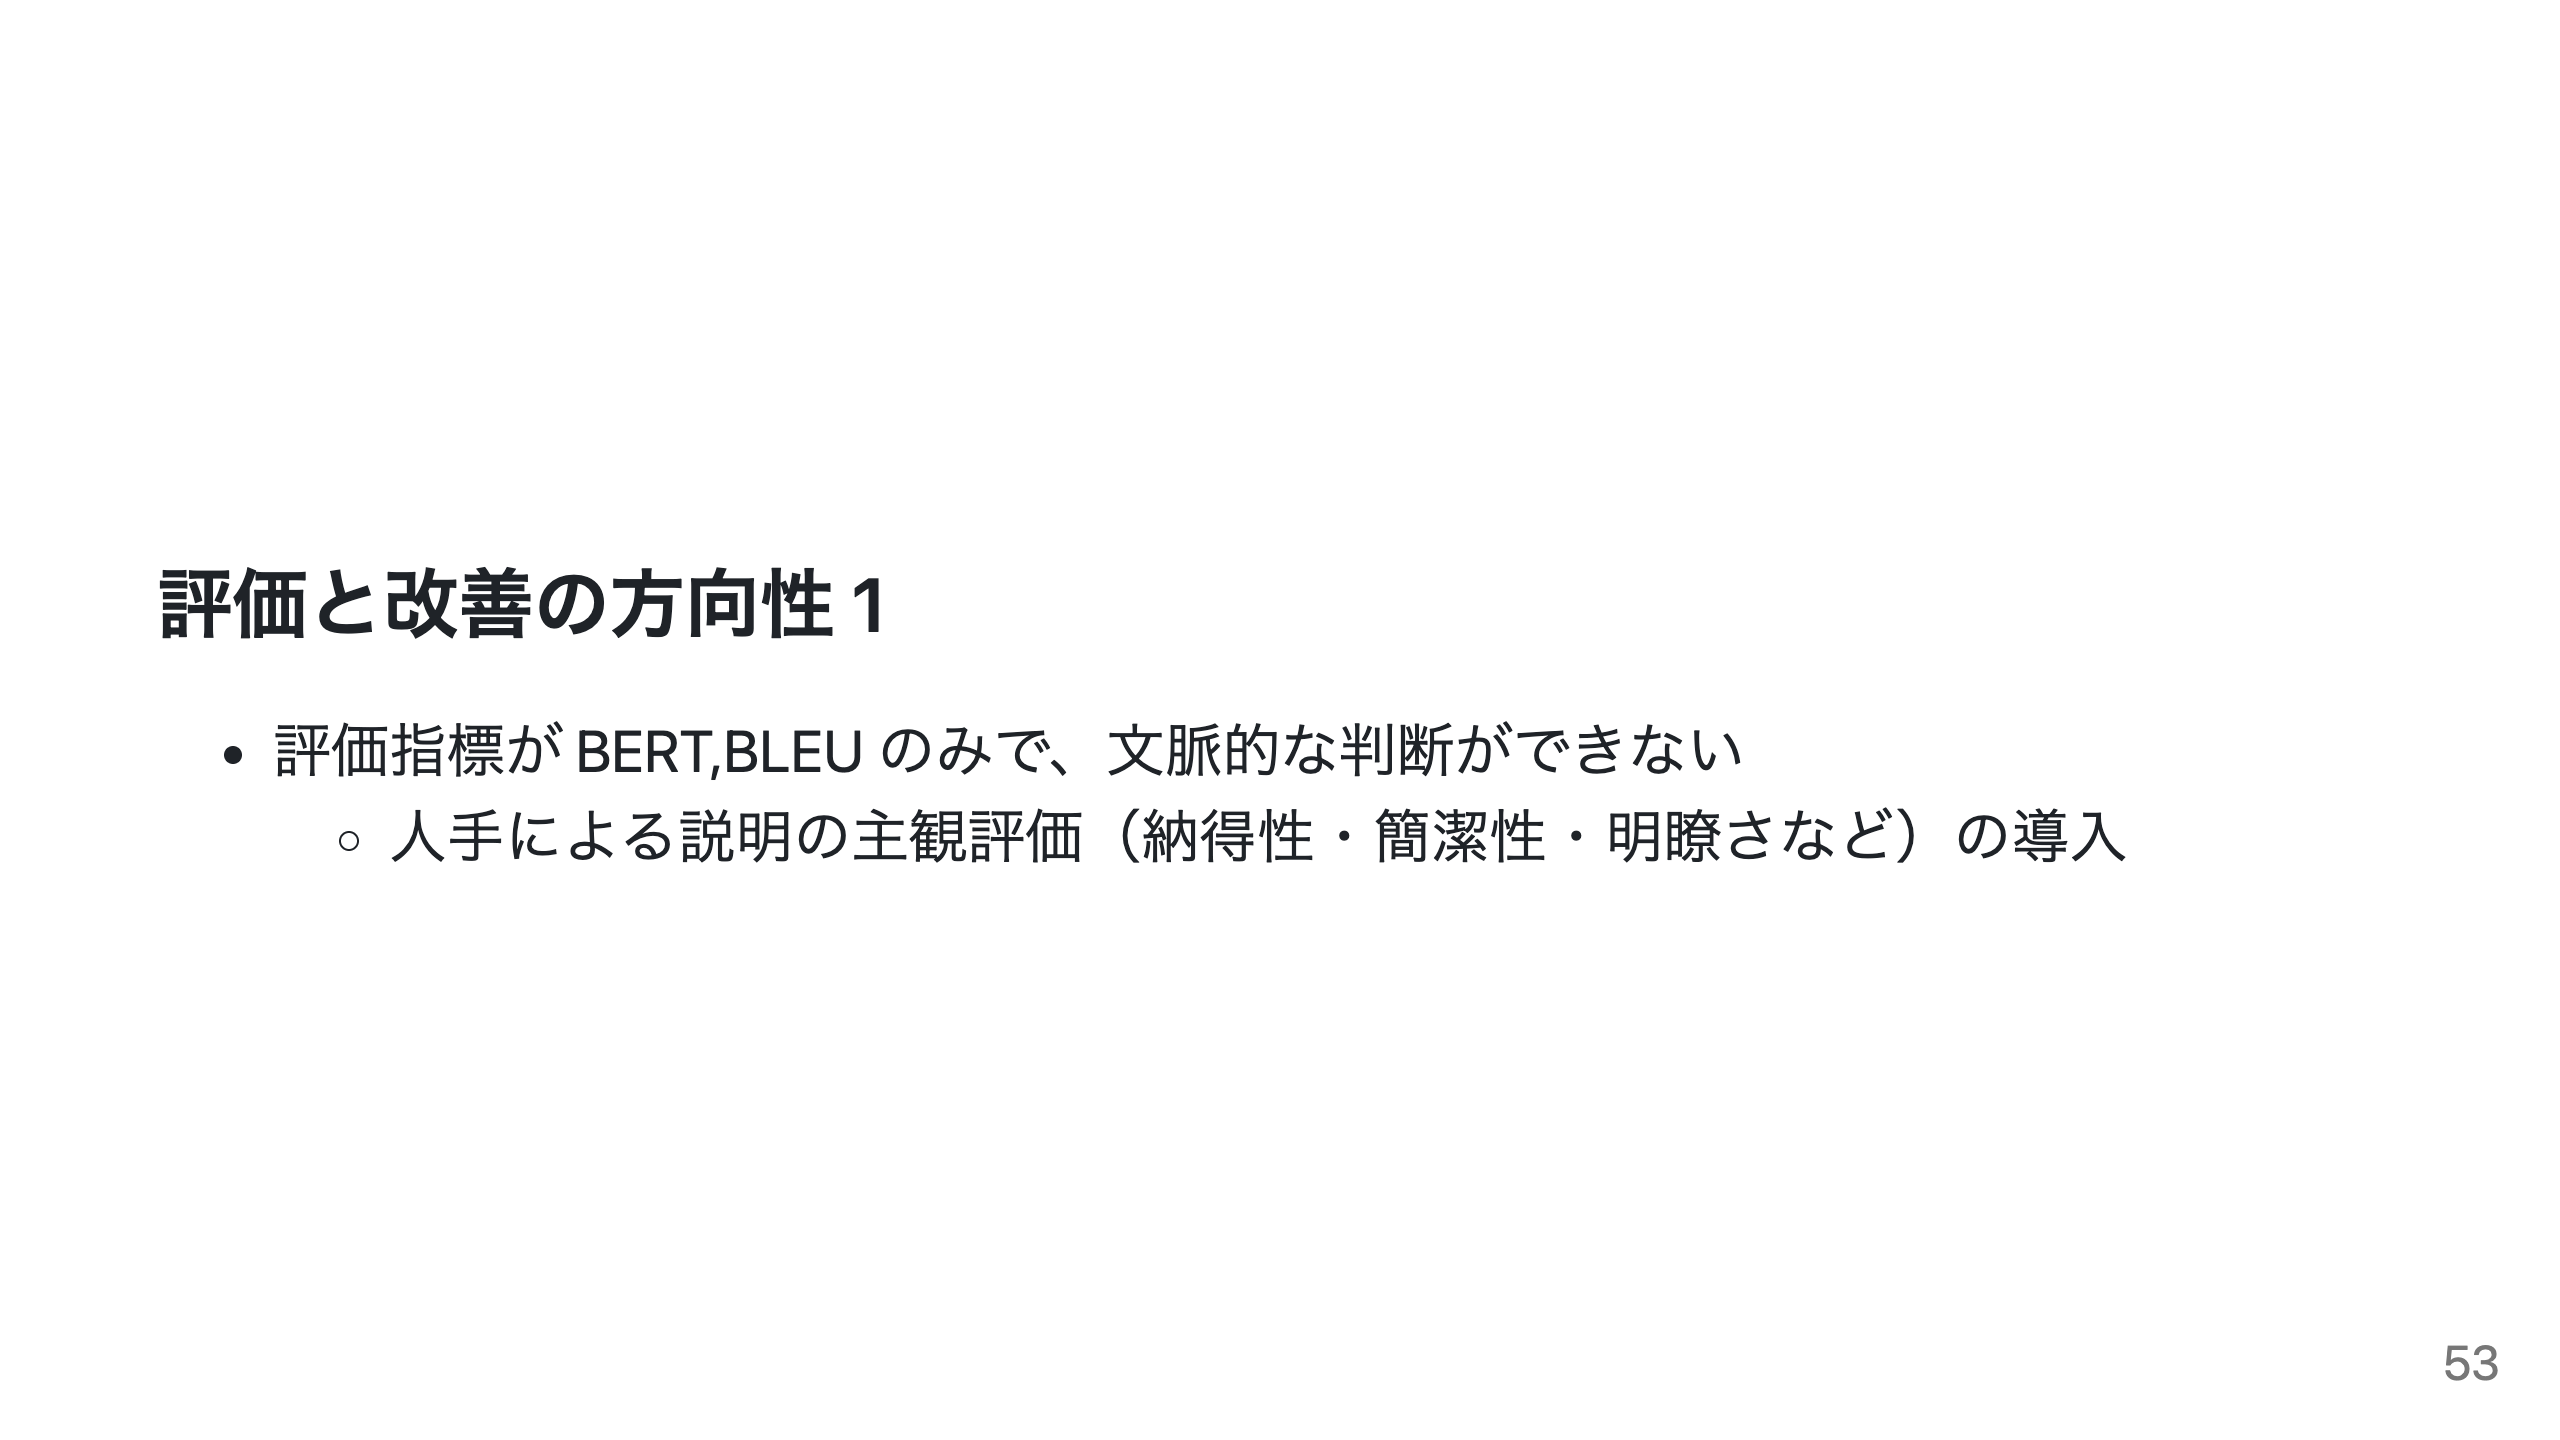 評価と改善の方向性 1
• 評価指標が BERT,BLEU のみで、文脈的な判断ができない
◦ 人手による説明の主観評価（納得性・簡潔性・明瞭さなど）の導入
53